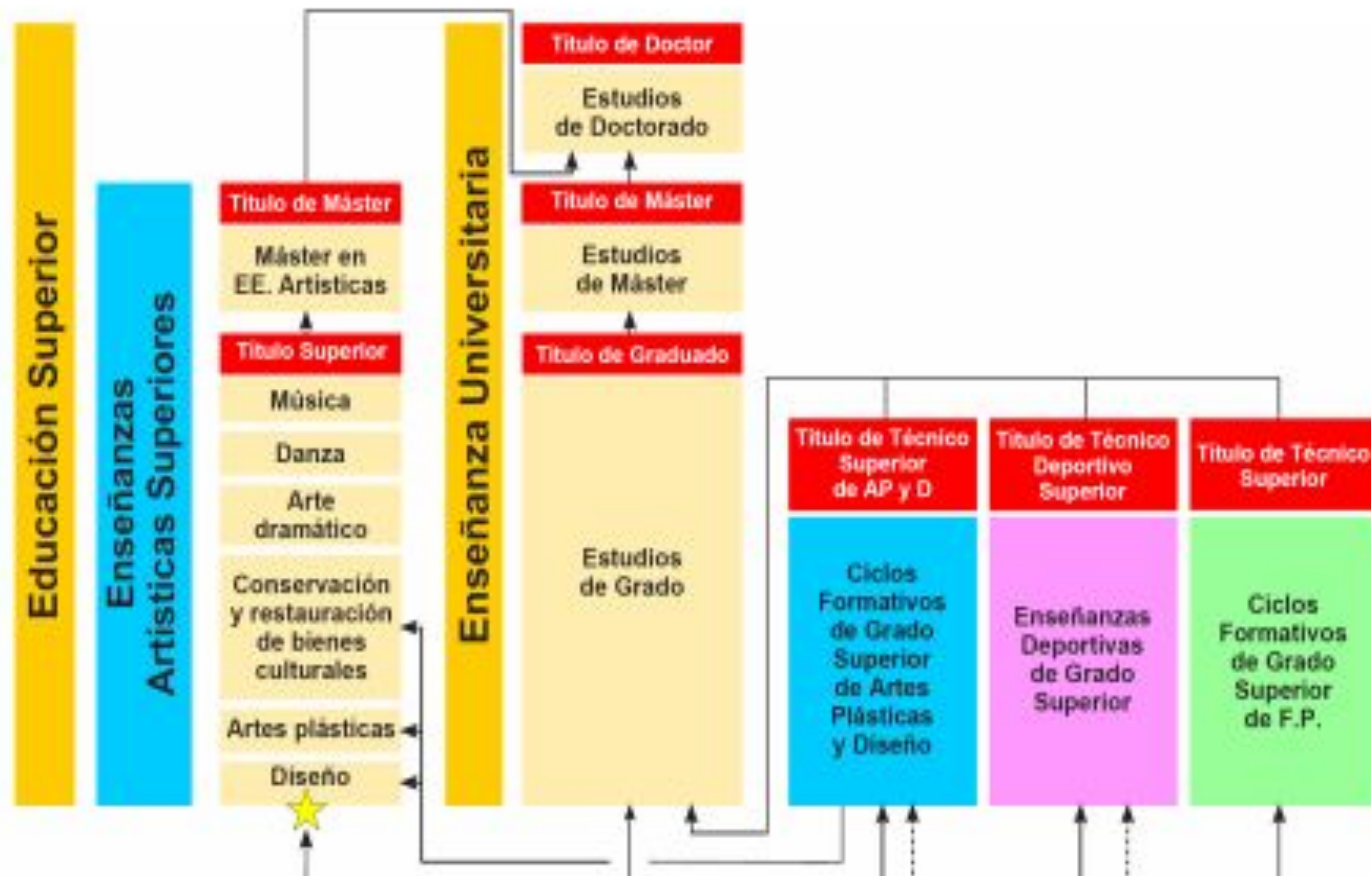 Educación Superior
Enseñanzas
Artísticas Superiores
Título de Máster
Máster en
EE. Artísticas
Título Superior
Música
Danza
Arte
dramático
Conservación
y restauración
de bienes
culturales
Artes plásticas
Diseño
Enseñanza Universitaria
Título de Doctor
Estudios
de Doctorado
Título de Máster
Estudios
de Máster
Título de Graduado
Estudios
de Grado
Título de Técnico
Superior
de AP y D
Ciclos
Formativos
de Grado
Superior
de Artes
Plásticas
y Diseño
Título de Técnico
Deportivo
Superior
Enseñanzas
Deportivas
de Grado
Superior
Título de Técnico
Superior
Ciclos
Formativos
de Grado
Superior
de F.P.